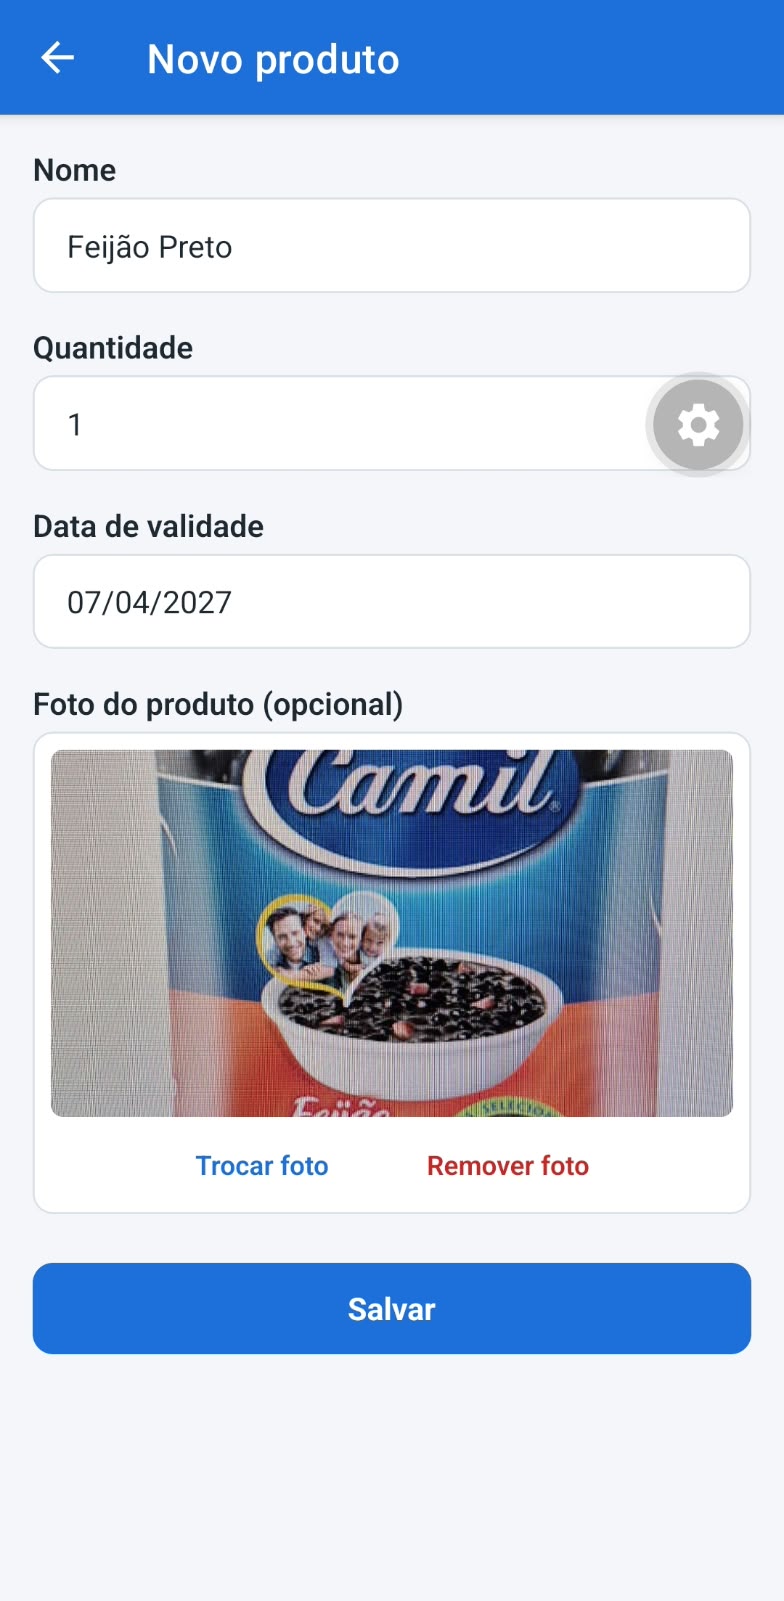 Novo produto
Nome
Feijão Preto
Quantidade
1
Data de validade
07/04/2027
Foto do produto (opcional)
Camil
Feijão
Trocar foto
Remover foto
Salvar